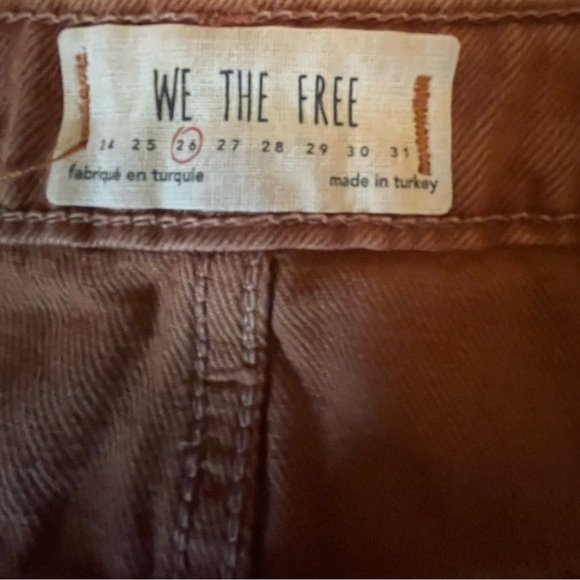 WE THE FREE
24 25 26 27 28 29 30 31
fabriqué en turquie made in turkey